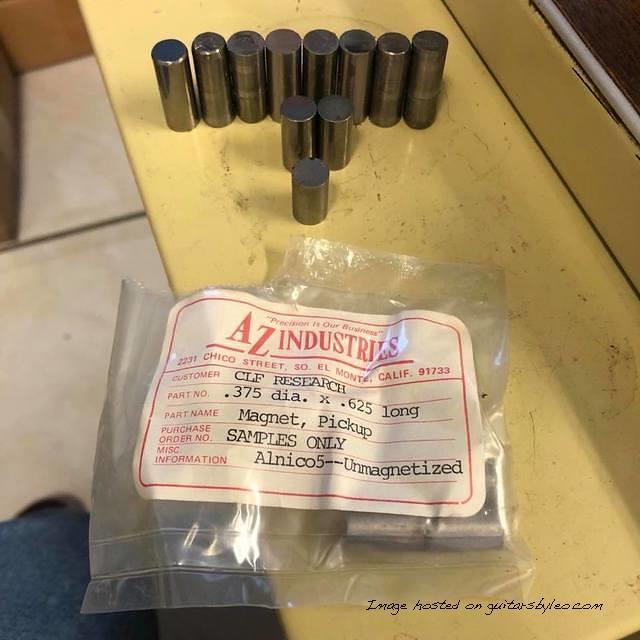 "Precision Is Our Business"
AZ INDUSTRIES
2231 CHICO STREET, SO. EL MONTE, CALIF. 91733
CUSTOMER CLF RESEARCH
PART NO. .375 dia. x .625 long
PART NAME Magnet, Pickup
PURCHASE ORDER NO. SAMPLES ONLY
MISC. INFORMATION Alnico5--Unmagnetized
Image hosted on guitarsbyleo.com